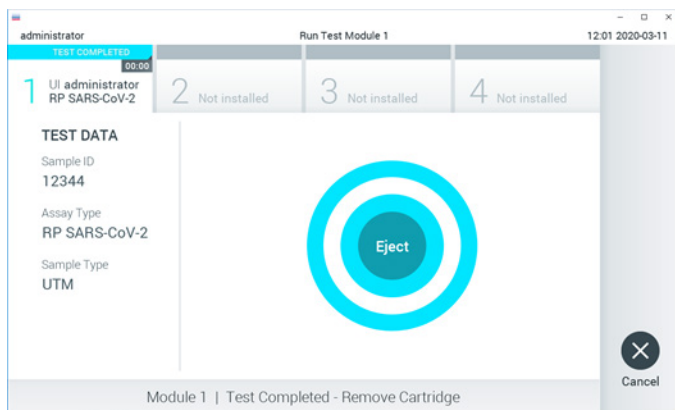 administrator Run Test Module 1 12:01 2020-03-11
TEST COMPLETED
00:00
1 UI administrator
RP SARS-CoV-2
2 Not installed
3 Not installed
4 Not installed
TEST DATA
Sample ID
12344
Assay Type
RP SARS-CoV-2
Sample Type
UTM
Eject
Cancel
Module 1 | Test Completed - Remove Cartridge